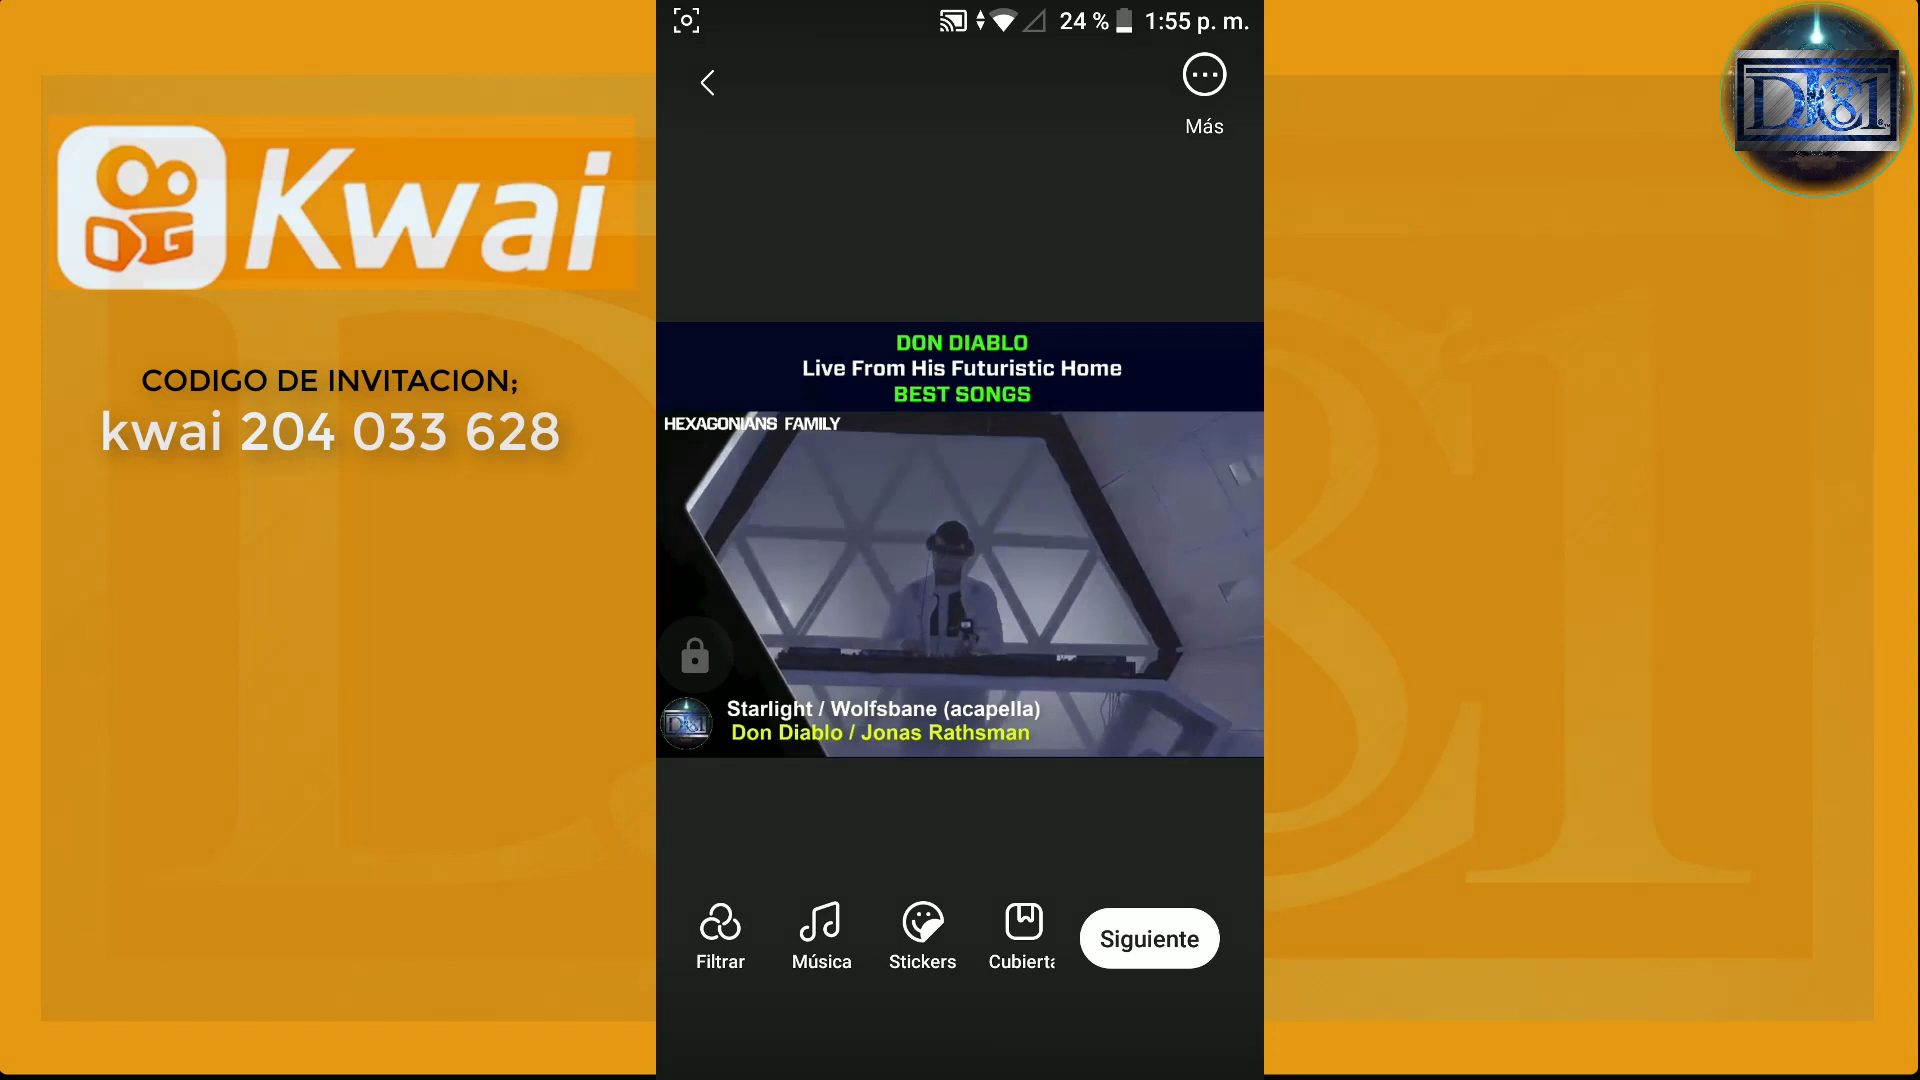 24 % 1:55 p. m.
Más
Kwai
CODIGO DE INVITACION;
kwai 204 033 628
DON DIABLO
Live From His Futuristic Home
BEST SONGS
HEXAGONIANS FAMILY
Starlight / Wolfsbane (acapella)
Don Diablo / Jonas Rathsman
Filtrar
Música
Stickers
Cubierta
Siguiente